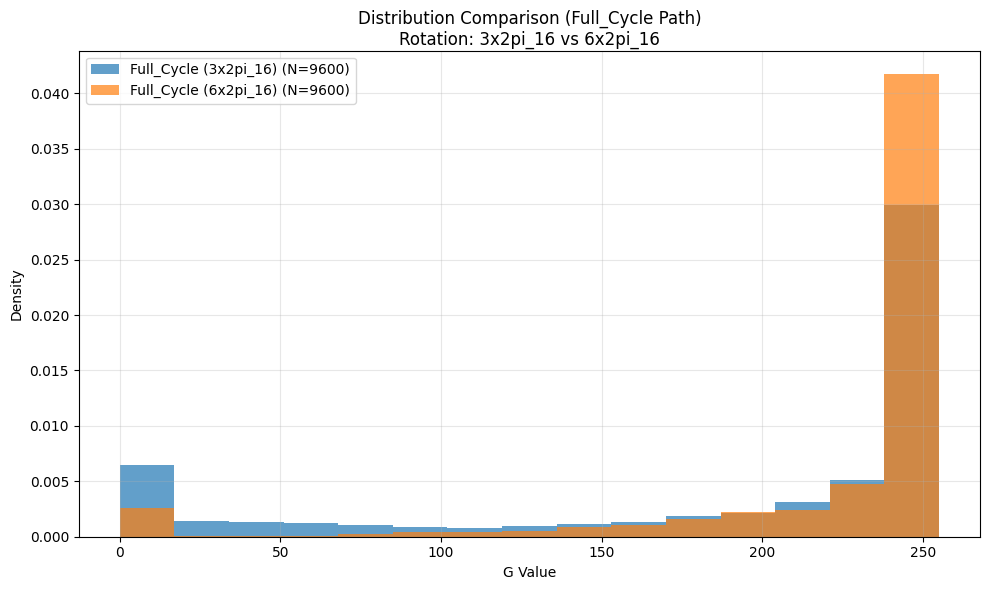 Distribution Comparison (Full_Cycle Path)
Rotation: 3x2pi_16 vs 6x2pi_16
Full_Cycle (3x2pi_16) (N=9600)
Full_Cycle (6x2pi_16) (N=9600)
Density
0.040
0.035
0.030
0.025
0.020
0.015
0.010
0.005
0.000
0 50 100 150 200 250
G Value